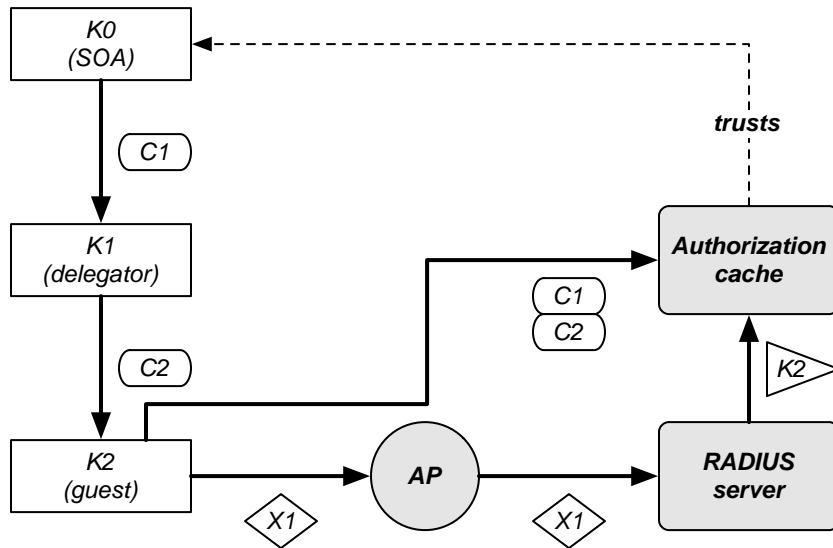 K0
(SOA)
trusts
C1
K1
(delegator)
Authorization
cache
C1
C2
C2
K2
K2
(guest)
AP
RADIUS
server
X1
X1